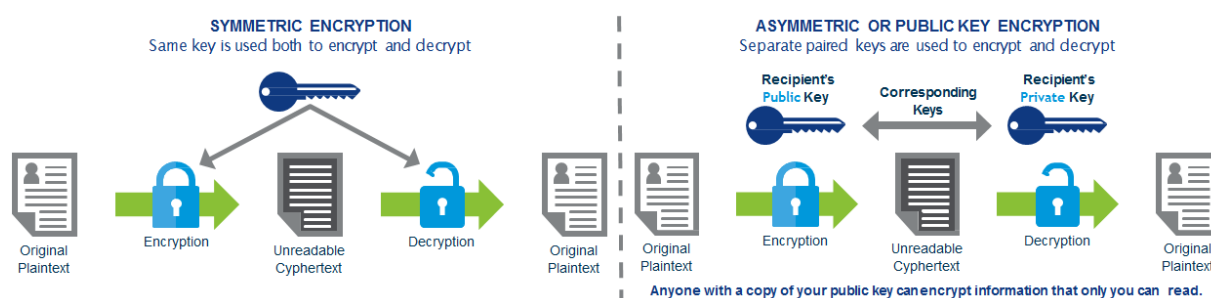 SYMMETRIC ENCRYPTION
Same key is used both to encrypt and decrypt
Original
Plaintext
Encryption
Unreadable
Cyphertext
Decryption
Original
Plaintext
ASYMMETRIC OR PUBLIC KEY ENCRYPTION
Separate paired keys are used to encrypt and decrypt
Recipient's
Public Key
Corresponding
Keys
Recipient's
Private Key
Original
Plaintext
Encryption
Unreadable
Cyphertext
Decryption
Original
Plaintext
Anyone with a copy of your public key can encrypt information that only you can read.